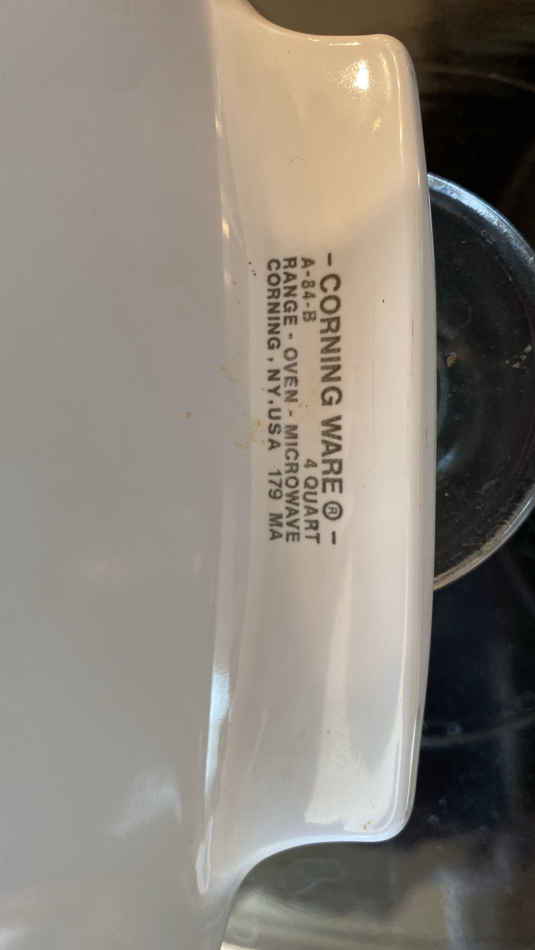 - CORNING WARE ® -
A-84-B 4 QUART
RANGE - OVEN - MICROWAVE
CORNING, NY, USA 179 MA